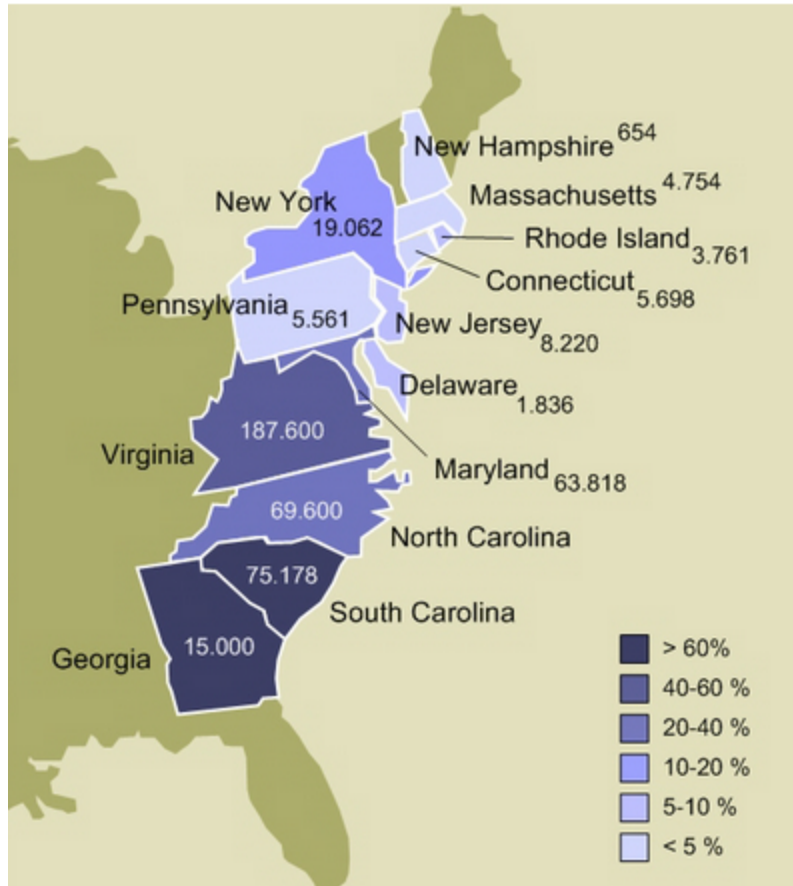 New Hampshire 654
Massachusetts 4.754
New York
19.062
Rhode Island 3.761
Connecticut 5.698
Pennsylvania 5.561
New Jersey 8.220
Delaware 1.836
187.600
Virginia
Maryland 63.818
69.600
North Carolina
75.178
South Carolina
15.000
Georgia
> 60%
40-60 %
20-40 %
10-20 %
5-10 %
< 5 %